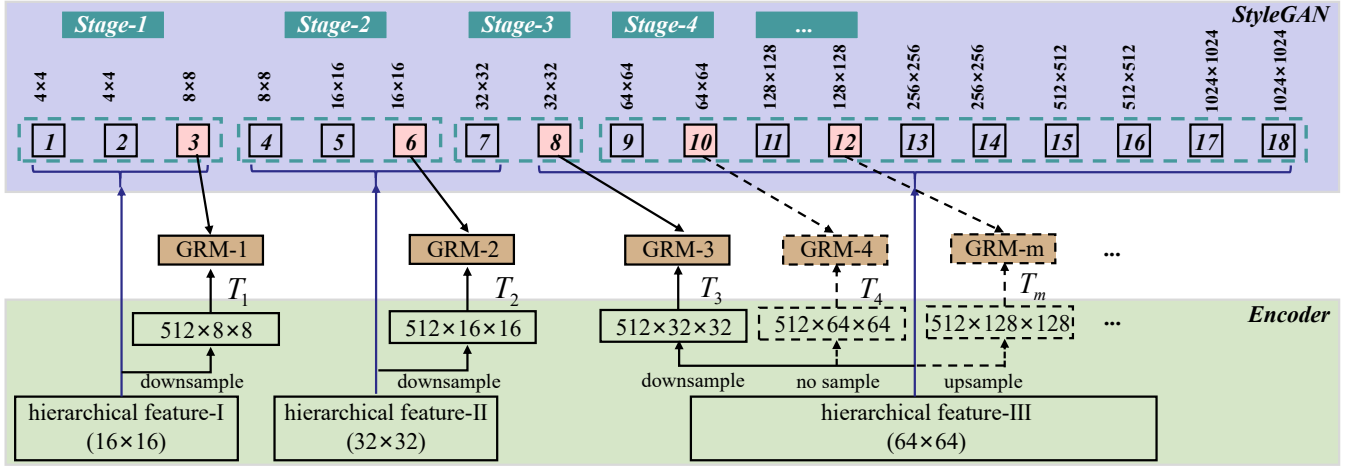 Stage-1 Stage-2 Stage-3 Stage-4 ... StyleGAN
4×4 4×4 8×8 8×8 16×16 16×16 32×32 32×32 64×64 64×64 128×128 128×128 256×256 256×256 512×512 512×512 1024×1024 1024×1024
1 2 3 4 5 6 7 8 9 10 11 12 13 14 15 16 17 18
GRM-1 GRM-2 GRM-3 GRM-4 GRM-m ...
T1 T2 T3 T4 Tm
512×8×8 512×16×16 512×32×32 512×64×64 512×128×128 ... Encoder
downsample downsample downsample no sample upsample
hierarchical feature-I hierarchical feature-II hierarchical feature-III
(16×16) (32×32) (64×64)